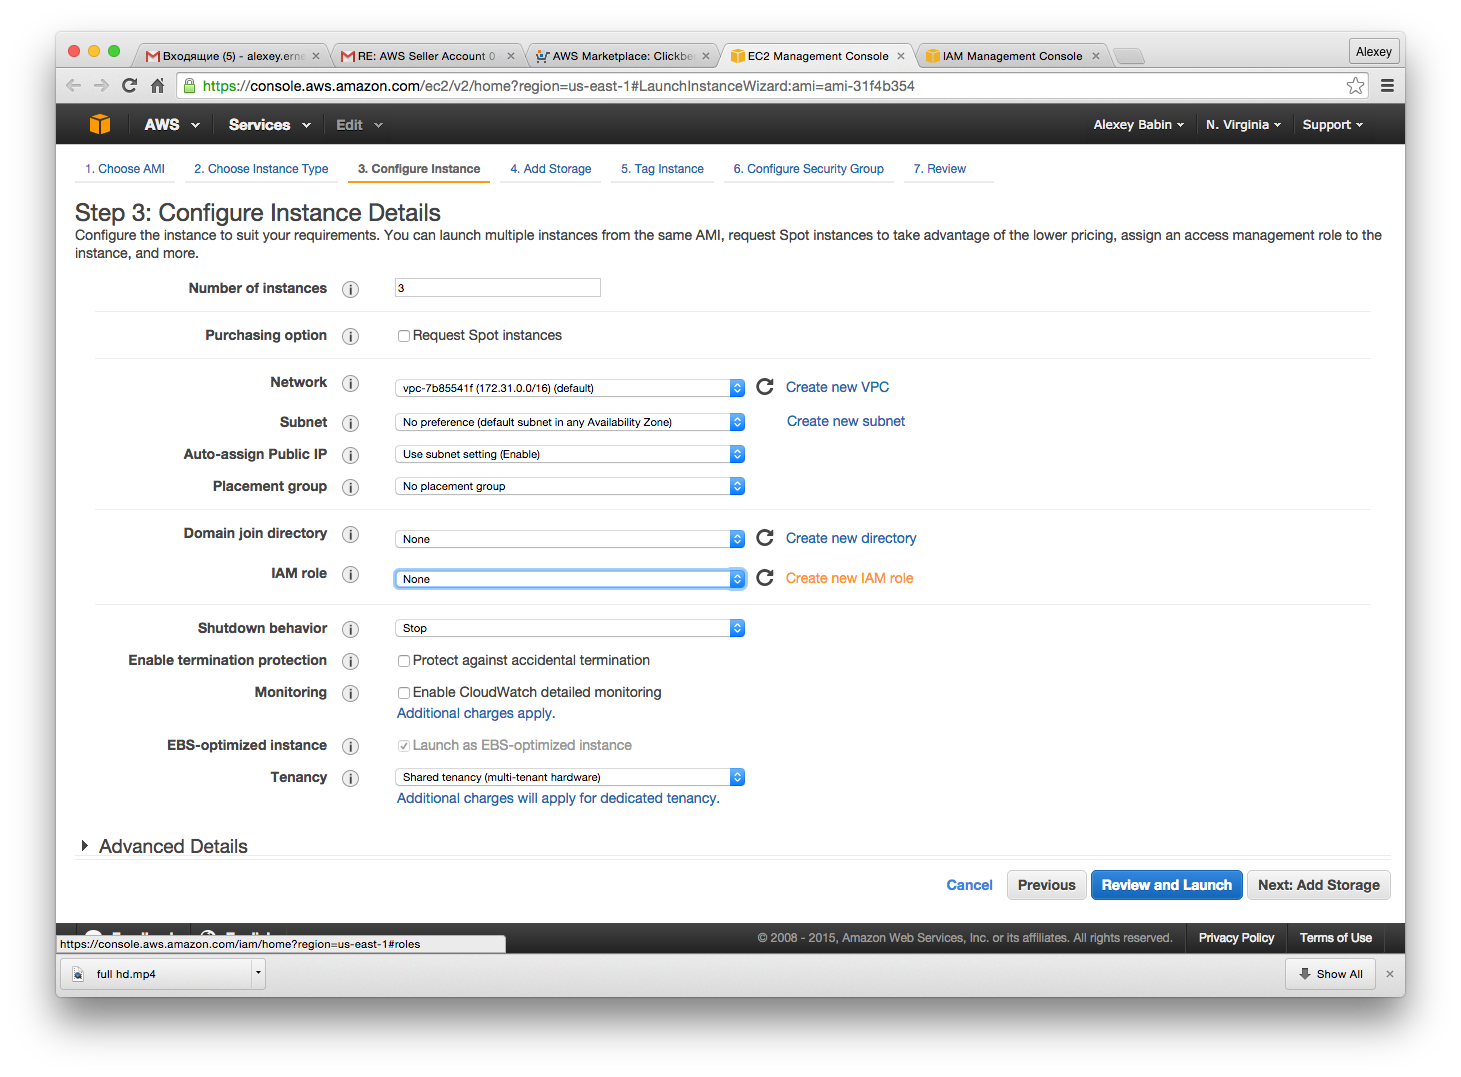 Входящие (5) - alexey.erne
RE: AWS Seller Account 0
AWS Marketplace: Clickbe
EC2 Management Console
IAM Management Console
Alexey
https://console.aws.amazon.com/ec2/v2/home?region=us-east-1#LaunchInstanceWizard:ami=ami-31f4b354
AWS Services Edit Alexey Babin N. Virginia Support
1. Choose AMI 2. Choose Instance Type 3. Configure Instance 4. Add Storage 5. Tag Instance 6. Configure Security Group 7. Review
Step 3: Configure Instance Details
Configure the instance to suit your requirements. You can launch multiple instances from the same AMI, request Spot instances to take advantage of the lower pricing, assign an access management role to the
instance, and more.
Number of instances i 3
Purchasing option i Request Spot instances
Network i vpc-7b85541f (172.31.0.0/16) (default) Create new VPC
Subnet i No preference (default subnet in any Availability Zone) Create new subnet
Auto-assign Public IP i Use subnet setting (Enable)
Placement group i No placement group
Domain join directory i None Create new directory
IAM role i None Create new IAM role
Shutdown behavior i Stop
Enable termination protection i Protect against accidental termination
Monitoring i Enable CloudWatch detailed monitoring
Additional charges apply.
EBS-optimized instance i Launch as EBS-optimized instance
Tenancy i Shared tenancy (multi-tenant hardware)
Additional charges will apply for dedicated tenancy.
Advanced Details
Cancel Previous Review and Launch Next: Add Storage
© 2008 - 2015, Amazon Web Services, Inc. or its affiliates. All rights reserved. Privacy Policy Terms of Use
https://console.aws.amazon.com/iam/home?region=us-east-1#roles
full hd.mp4 Show All